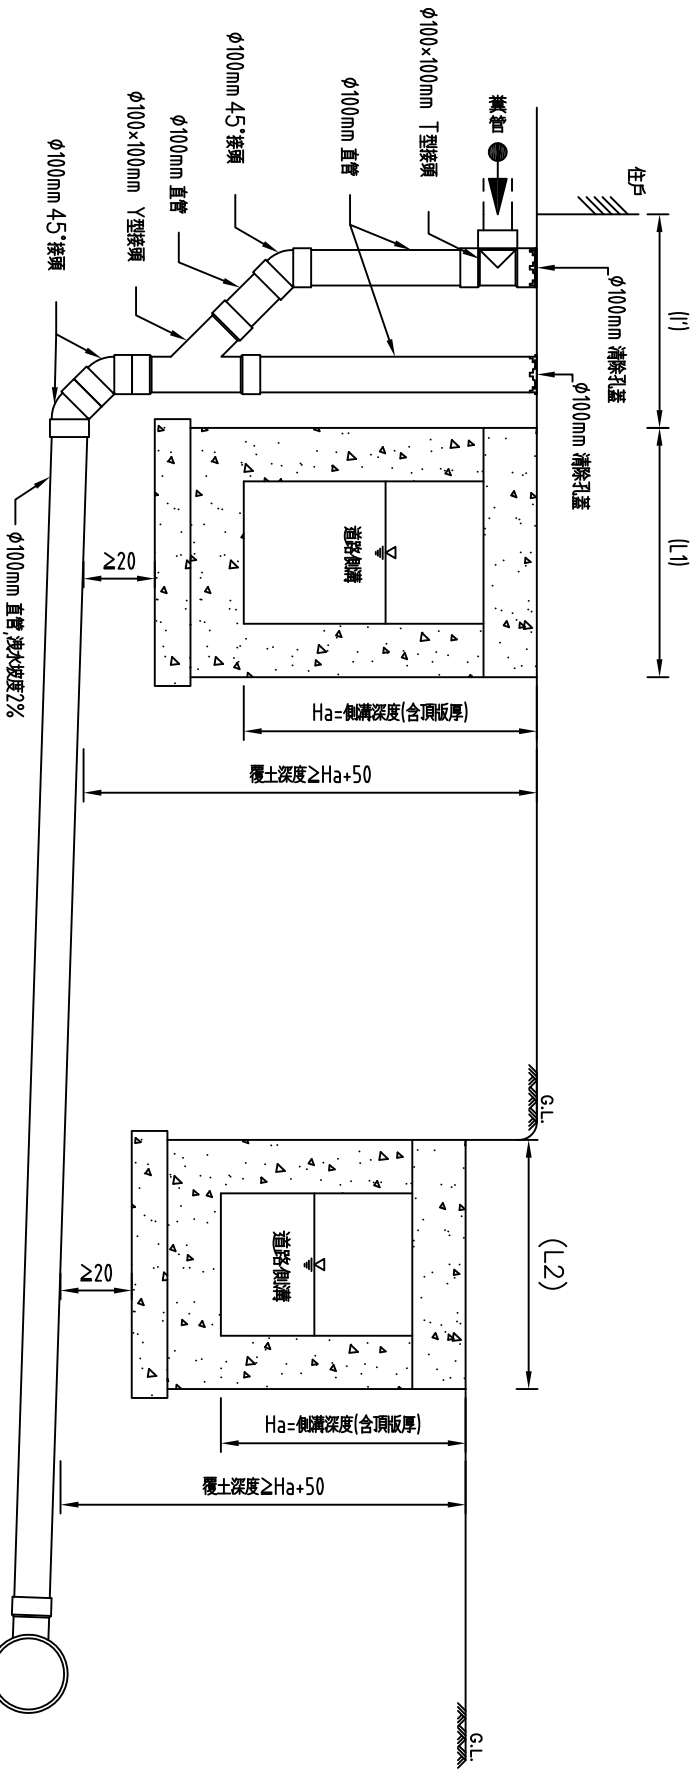 住戶
(l')
(L1)
φ100mm 清除孔蓋
φ100mm 清除孔蓋
糞管
φ100×100mm T型接頭
φ100mm 直管
φ100mm 45°接頭
φ100mm 直管
φ100×100mm Y型接頭
φ100mm 45°接頭
φ100mm 直管,洩水坡度2%
道路側溝
≥20
Ha=側溝深度(含頂版厚)
覆土深度≥Ha+50
G.L.
(L2)
道路側溝
≥20
Ha=側溝深度(含頂版厚)
覆土深度≥Ha+50
G.L.